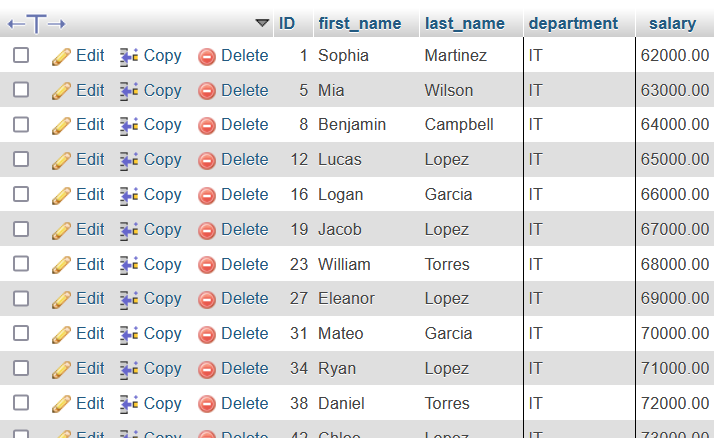 ID first_name last_name department salary
Edit Copy Delete 1 Sophia Martinez IT 62000.00
Edit Copy Delete 5 Mia Wilson IT 63000.00
Edit Copy Delete 8 Benjamin Campbell IT 64000.00
Edit Copy Delete 12 Lucas Lopez IT 65000.00
Edit Copy Delete 16 Logan Garcia IT 66000.00
Edit Copy Delete 19 Jacob Lopez IT 67000.00
Edit Copy Delete 23 William Torres IT 68000.00
Edit Copy Delete 27 Eleanor Lopez IT 69000.00
Edit Copy Delete 31 Mateo Garcia IT 70000.00
Edit Copy Delete 34 Ryan Lopez IT 71000.00
Edit Copy Delete 38 Daniel Torres IT 72000.00
Edit Copy Delete 42 Chloe Lopez IT 73000.00